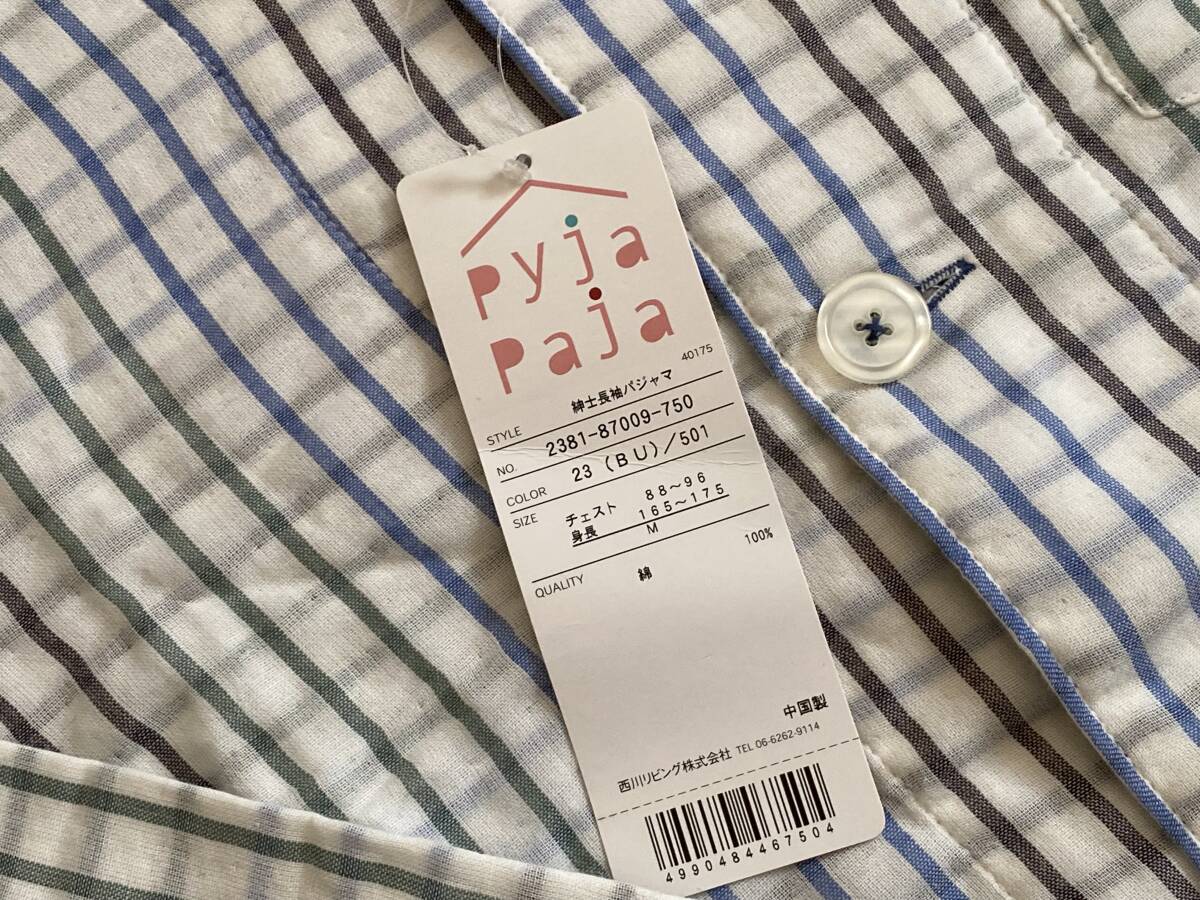 pyja
paja
40175
STYLE 紳士長袖パジャマ
NO. 2381-87009-750
COLOR 23 (BU)/501
SIZE チェスト 88~96
身長 165~175
M
QUALITY 綿 100%
中国製
西川リビング株式会社 TEL 06-6262-9114
4990484467504